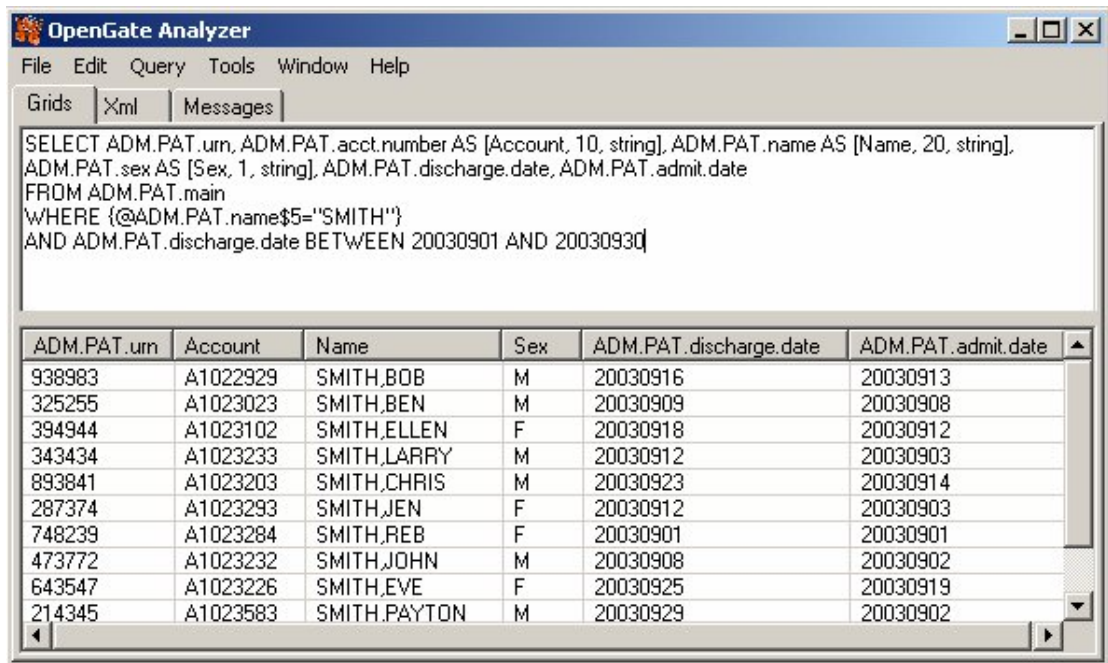 OpenGate Analyzer
File Edit Query Tools Window Help
Grids Xml Messages
SELECT ADM.PAT.urn, ADM.PAT.acct.number AS [Account, 10, string], ADM.PAT.name AS [Name, 20, string],
ADM.PAT.sex AS [Sex, 1, string], ADM.PAT.discharge.date, ADM.PAT.admit.date
FROM ADM.PAT.main
WHERE {@ADM.PAT.name$5="SMITH"}
AND ADM.PAT.discharge.date BETWEEN 20030901 AND 20030930
ADM.PAT.urn Account Name Sex ADM.PAT.discharge.date ADM.PAT.admit.date
938983 A1022929 SMITH,BOB M 20030916 20030913
325255 A1023023 SMITH,BEN M 20030909 20030908
394944 A1023102 SMITH,ELLEN F 20030918 20030912
343434 A1023233 SMITH,LARRY M 20030912 20030903
893841 A1023203 SMITH,CHRIS M 20030923 20030914
287374 A1023293 SMITH,JEN F 20030912 20030903
748239 A1023284 SMITH,REB F 20030901 20030901
473772 A1023232 SMITH,JOHN M 20030908 20030902
643547 A1023226 SMITH,EVE F 20030925 20030919
214345 A1023583 SMITH.PAYTON M 20030929 20030902